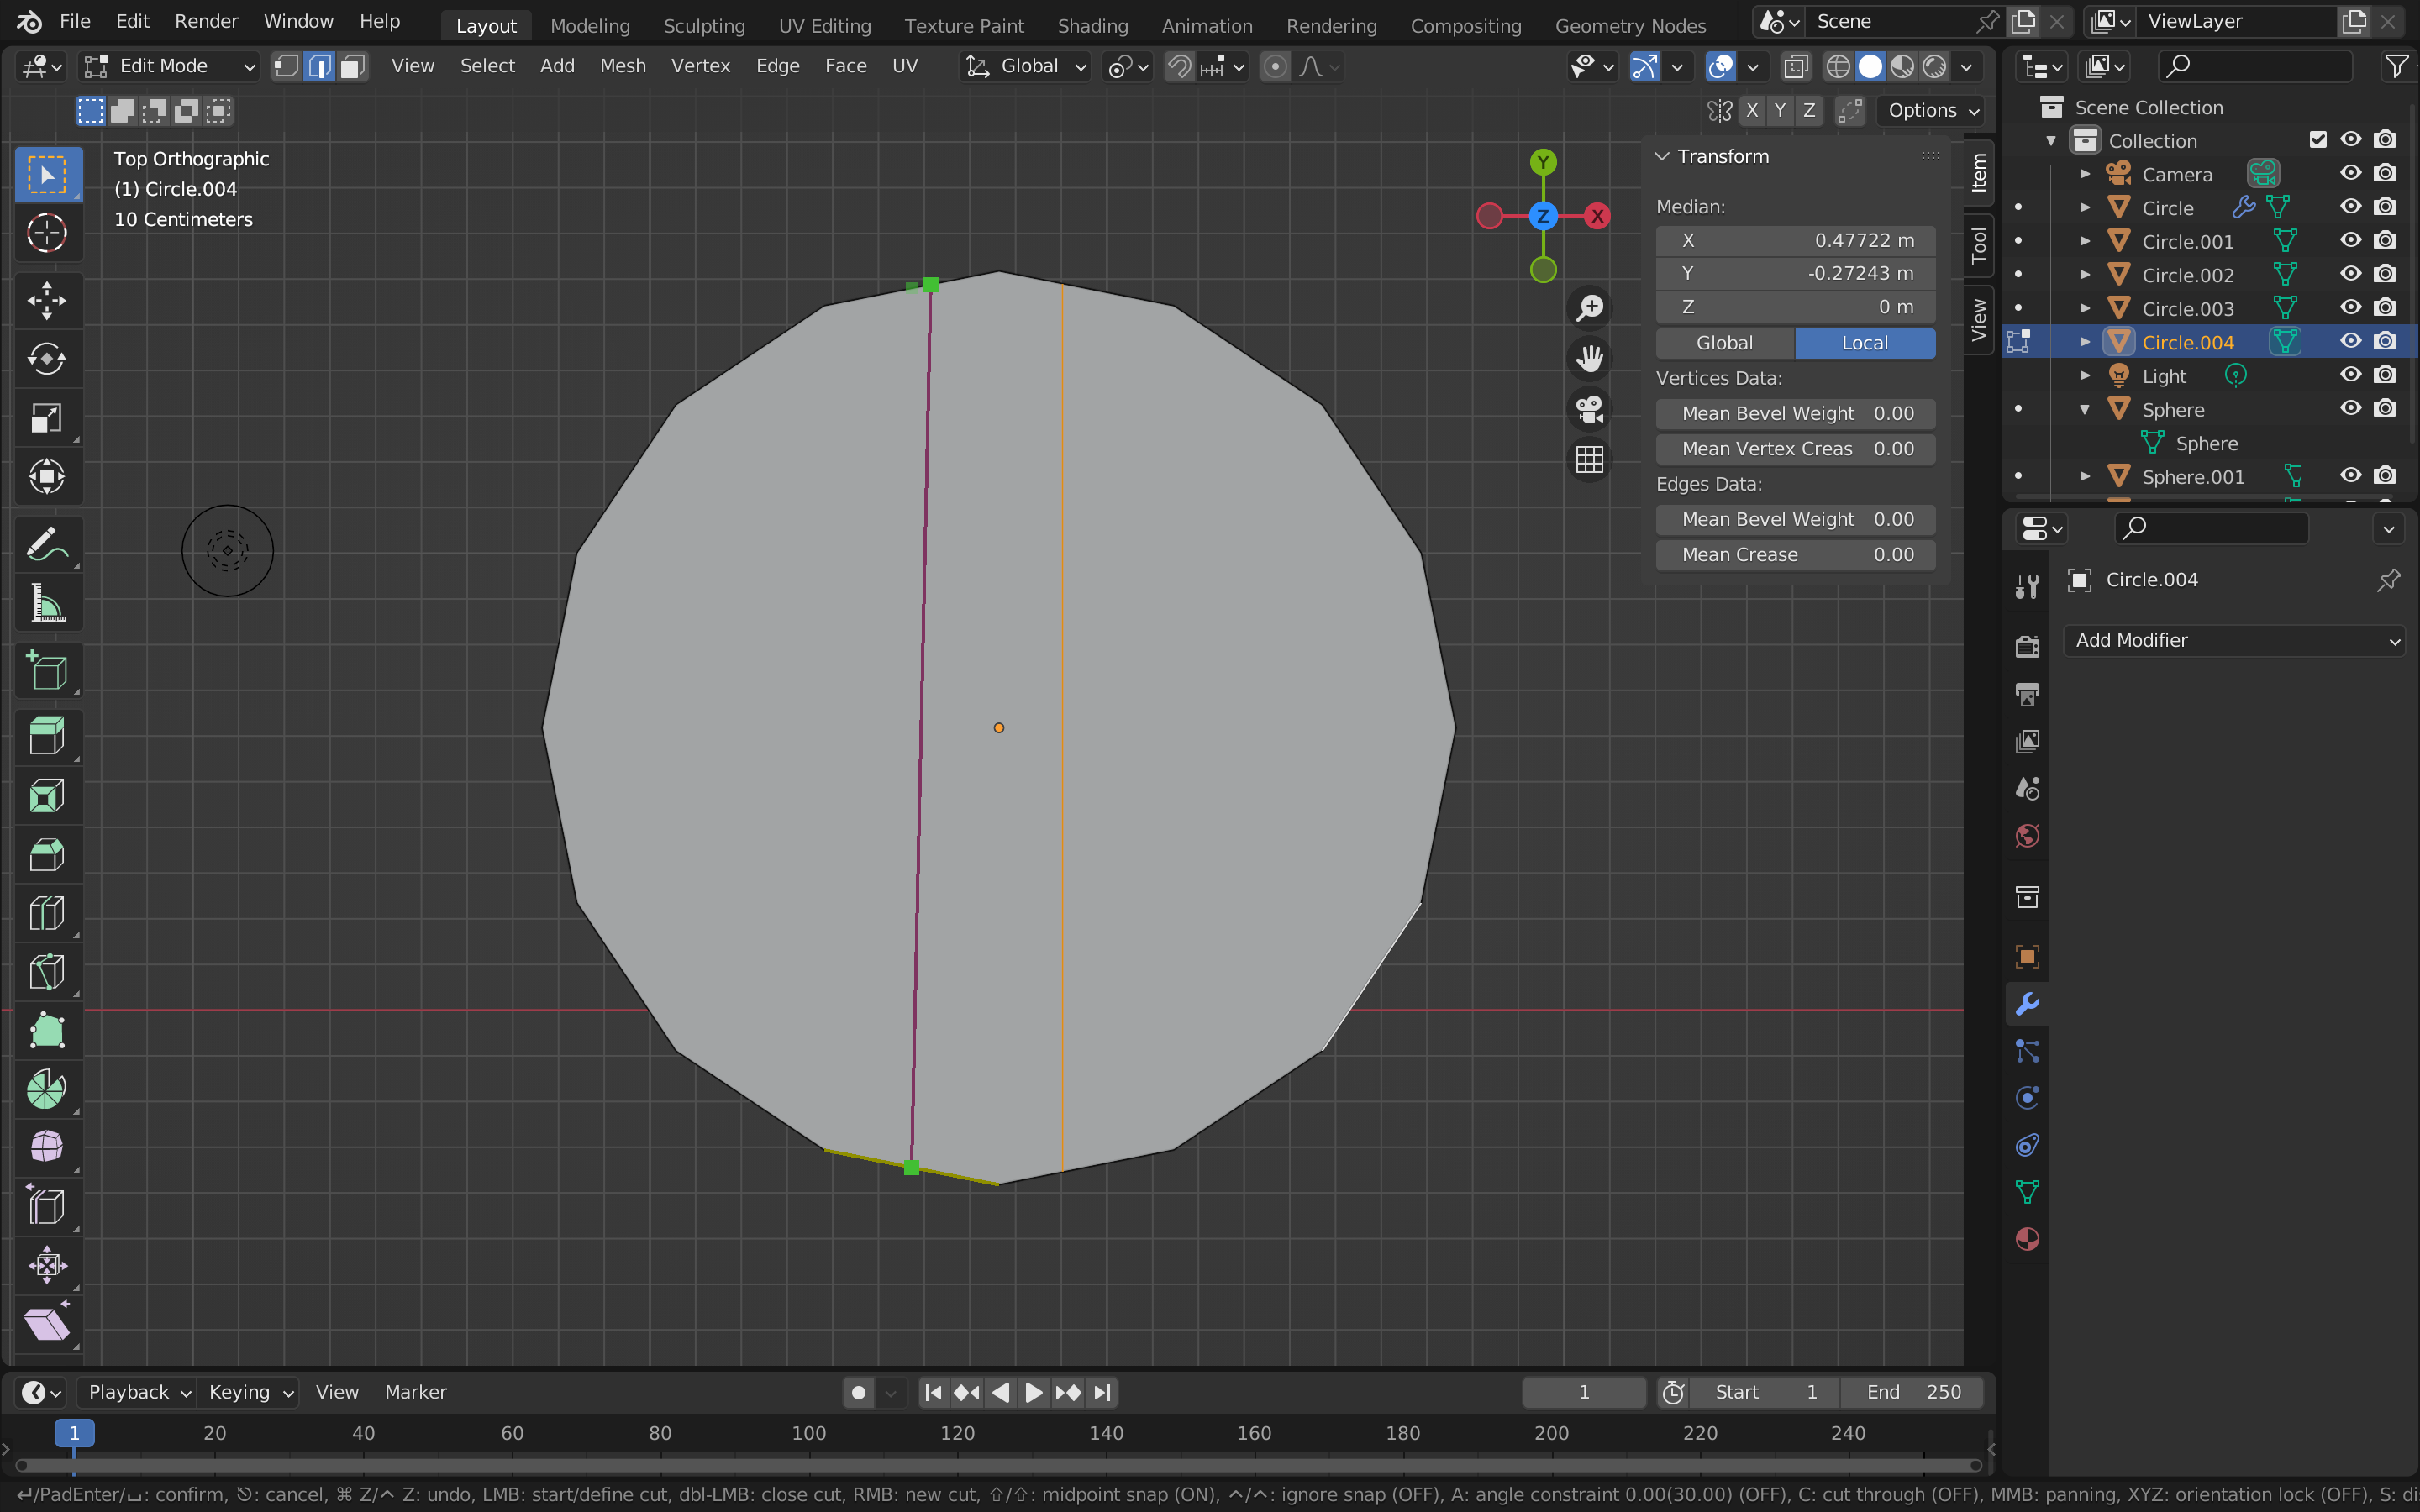 File Edit Render Window Help Layout Modeling Sculpting UV Editing Texture Paint Shading Animation Rendering Compositing Geometry Nodes Scene ViewLayer
Edit Mode View Select Add Mesh Vertex Edge Face UV Global
X Y Z Options
Top Orthographic
(1) Circle.004
10 Centimeters
Y
Z
X
Transform
Median:
X 0.47722 m
Y -0.27243 m
Z 0 m
Global Local
Vertices Data:
Mean Bevel Weight 0.00
Mean Vertex Creas 0.00
Edges Data:
Mean Bevel Weight 0.00
Mean Crease 0.00
Item
Tool
View
Scene Collection
Collection
Camera
Circle
Circle.001
Circle.002
Circle.003
Circle.004
Light
Sphere
Sphere
Sphere.001
Circle.004
Add Modifier
Playback Keying View Marker 1 Start 1 End 250
1 20 40 60 80 100 120 140 160 180 200 220 240
↵/PadEnter/␣: confirm, ⎋: cancel, ⌘ Z/^ Z: undo, LMB: start/define cut, dbl-LMB: close cut, RMB: new cut, ⇧/⇧: midpoint snap (ON), ^/^: ignore snap (OFF), A: angle constraint 0.00(30.00) (OFF), C: cut through (OFF), MMB: panning, XYZ: orientation lock (OFF), S: di